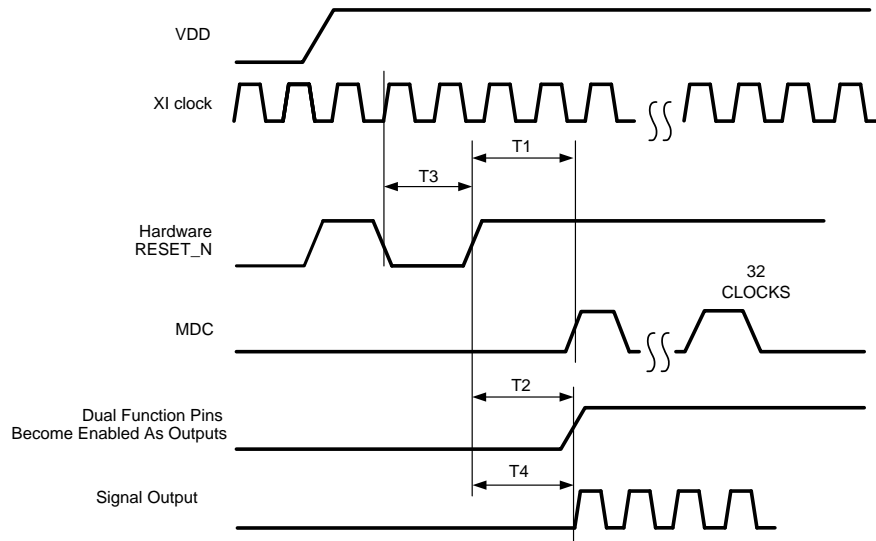 VDD
XI clock
T1
T3
Hardware
RESET_N
32
CLOCKS
MDC
T2
Dual Function Pins
Become Enabled As Outputs
T4
Signal Output